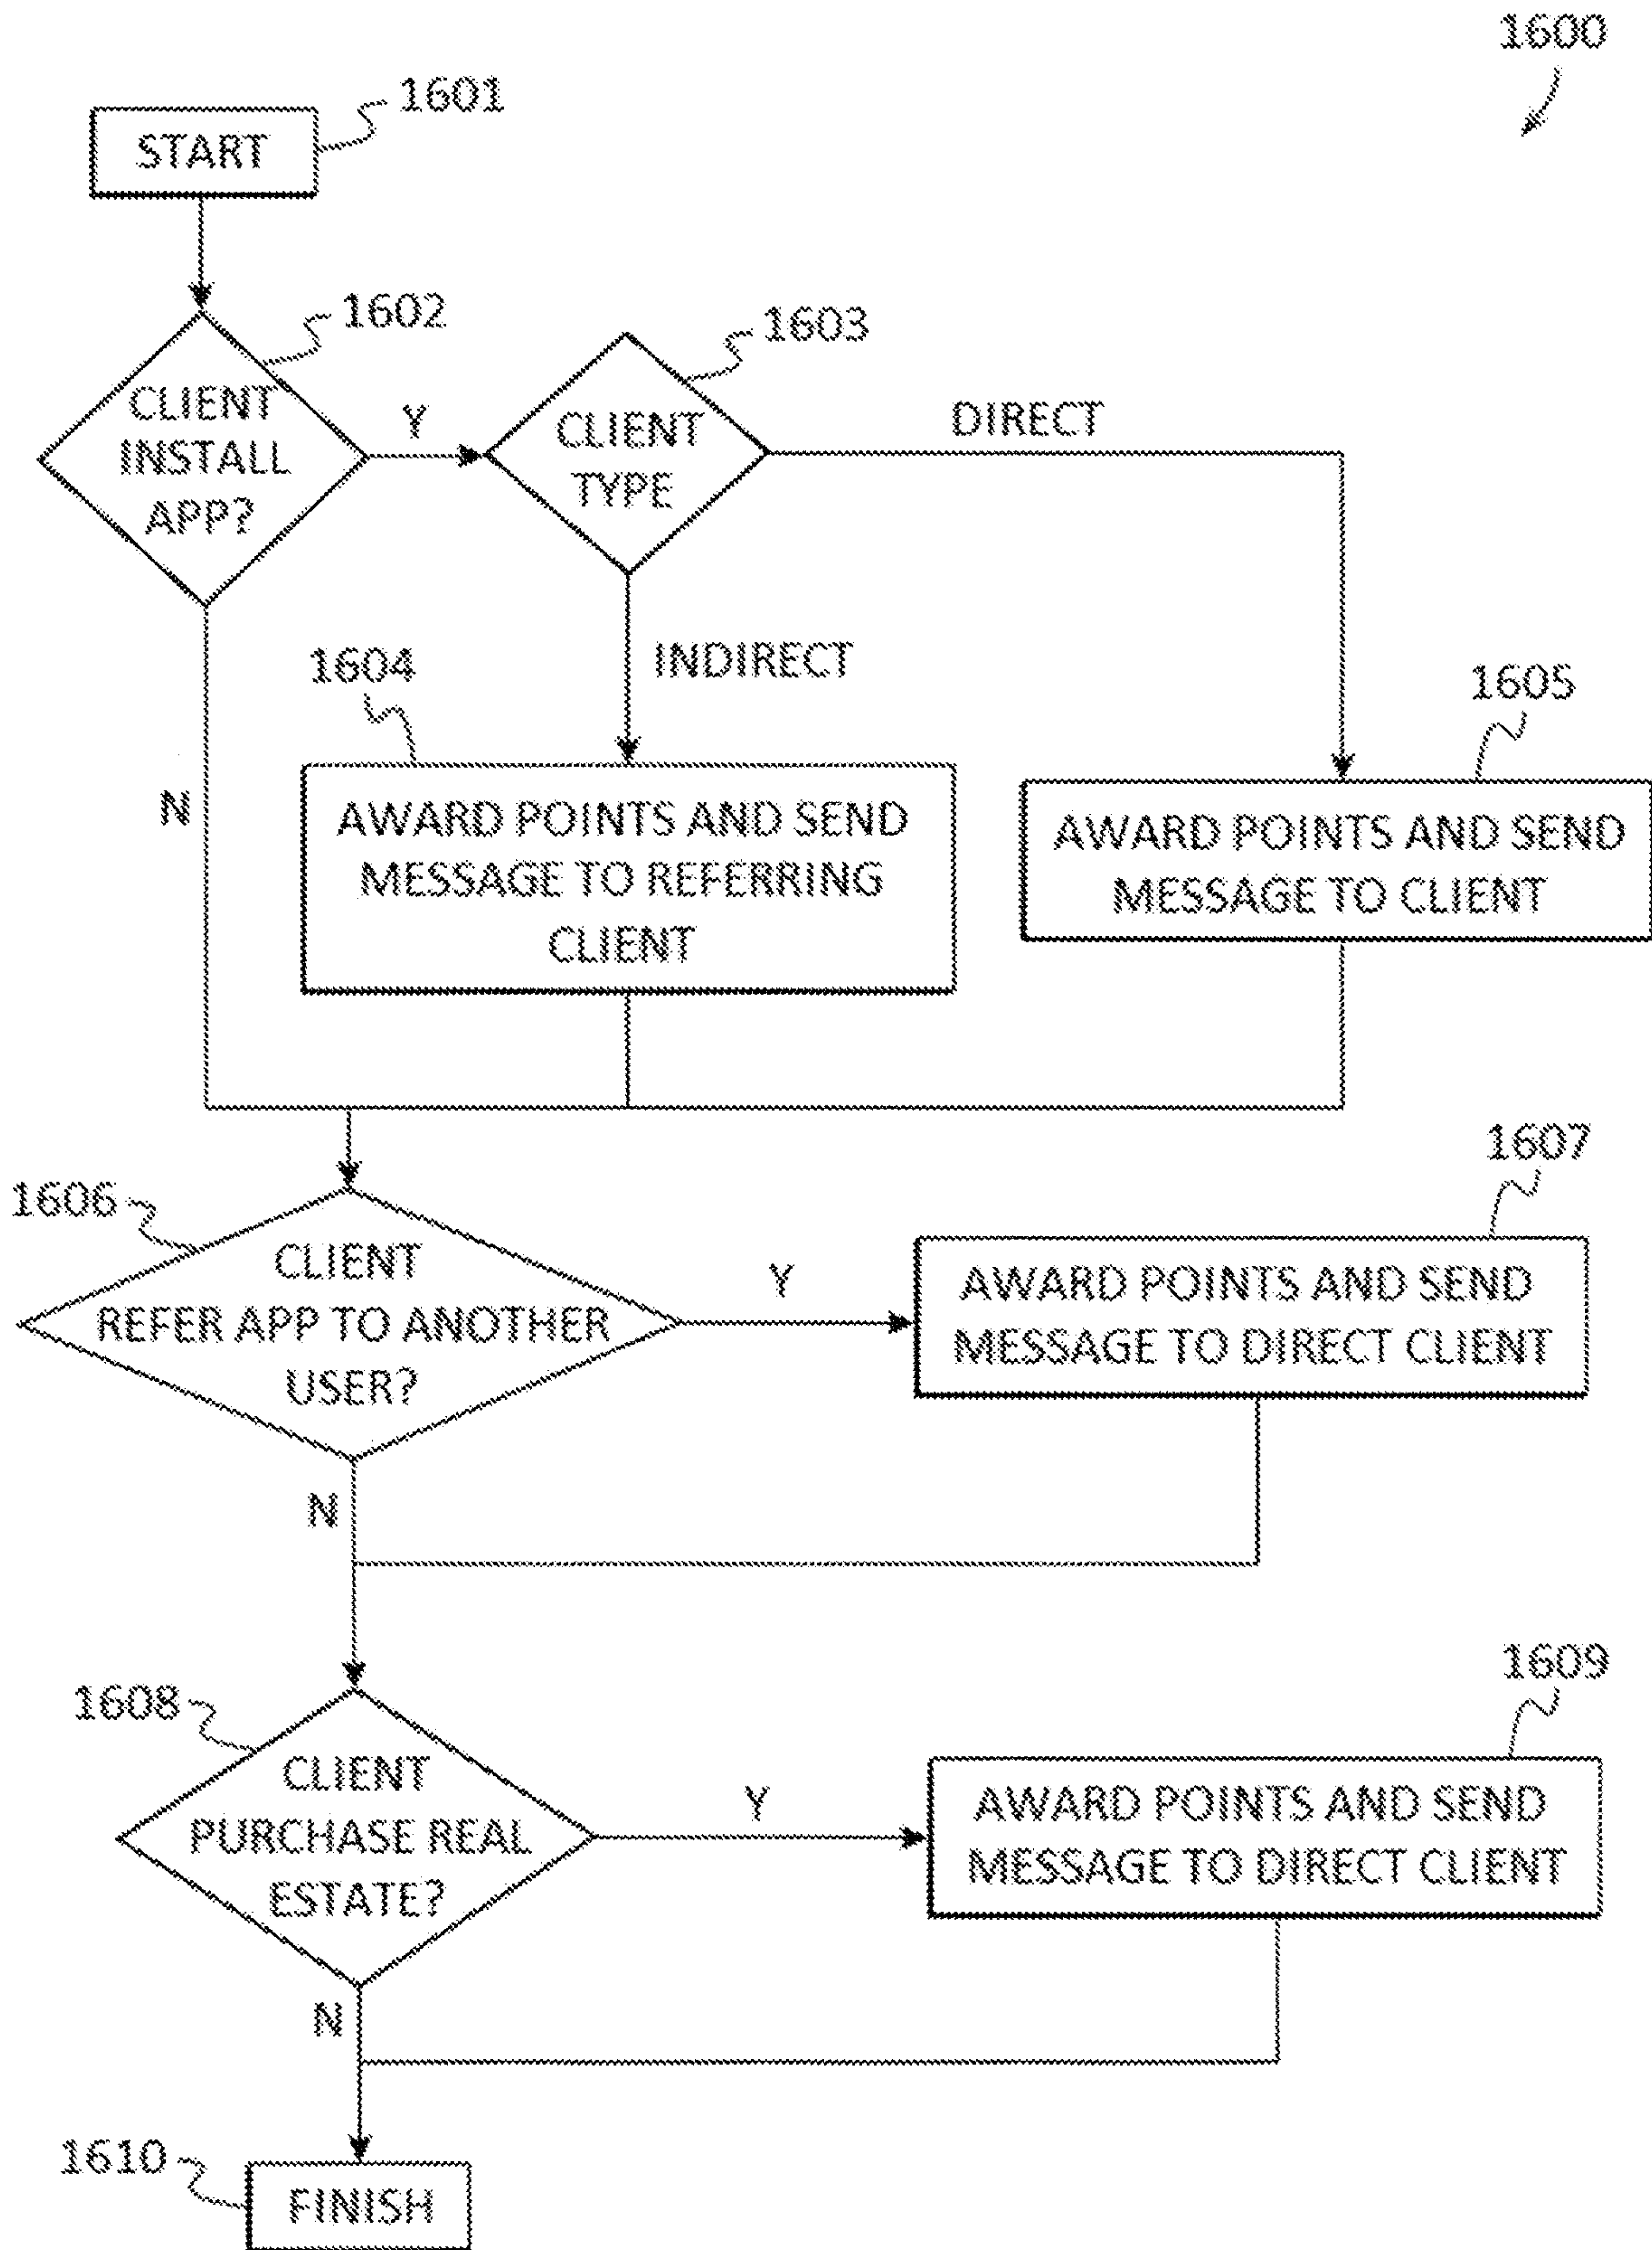 1600
1601
START
1602
CLIENT
INSTALL
APP?
Y
1603
CLIENT
TYPE
DIRECT
INDIRECT
N
1604
AWARD POINTS AND SEND
MESSAGE TO REFERRING
CLIENT
1605
AWARD POINTS AND SEND
MESSAGE TO CLIENT
1606
CLIENT
REFER APP TO ANOTHER
USER?
Y
1607
AWARD POINTS AND SEND
MESSAGE TO DIRECT CLIENT
N
1608
CLIENT
PURCHASE REAL
ESTATE?
Y
1609
AWARD POINTS AND SEND
MESSAGE TO DIRECT CLIENT
N
1610
FINISH